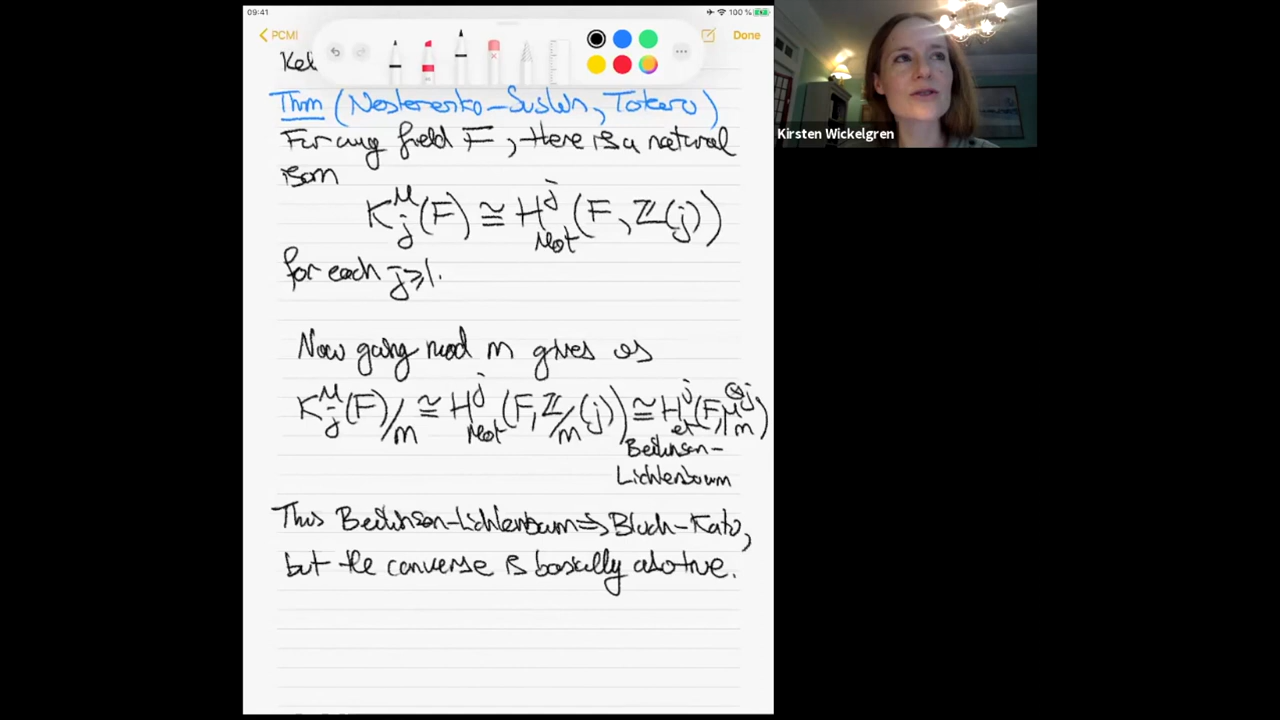 09:41
100 %
PCMI
Done
Thm (Nesterenko-Suslin, Totaro)
For any field F, there is a natural
isom
K^M_j(F) ≅ H^j_Mot(F, ℤ(j))
for each j≥1.
Now going mod m gives us
K^M_j(F)/m ≅ H^j_Mot(F, ℤ/m(j)) ≅ H^j_et(F, μ_m^⊗j)
Beilinson-
Lichtenbaum
Thus Beilinson-Lichtenbaum ⇒ Bloch-Kato,
but the converse is basically also true.
Kirsten Wickelgren